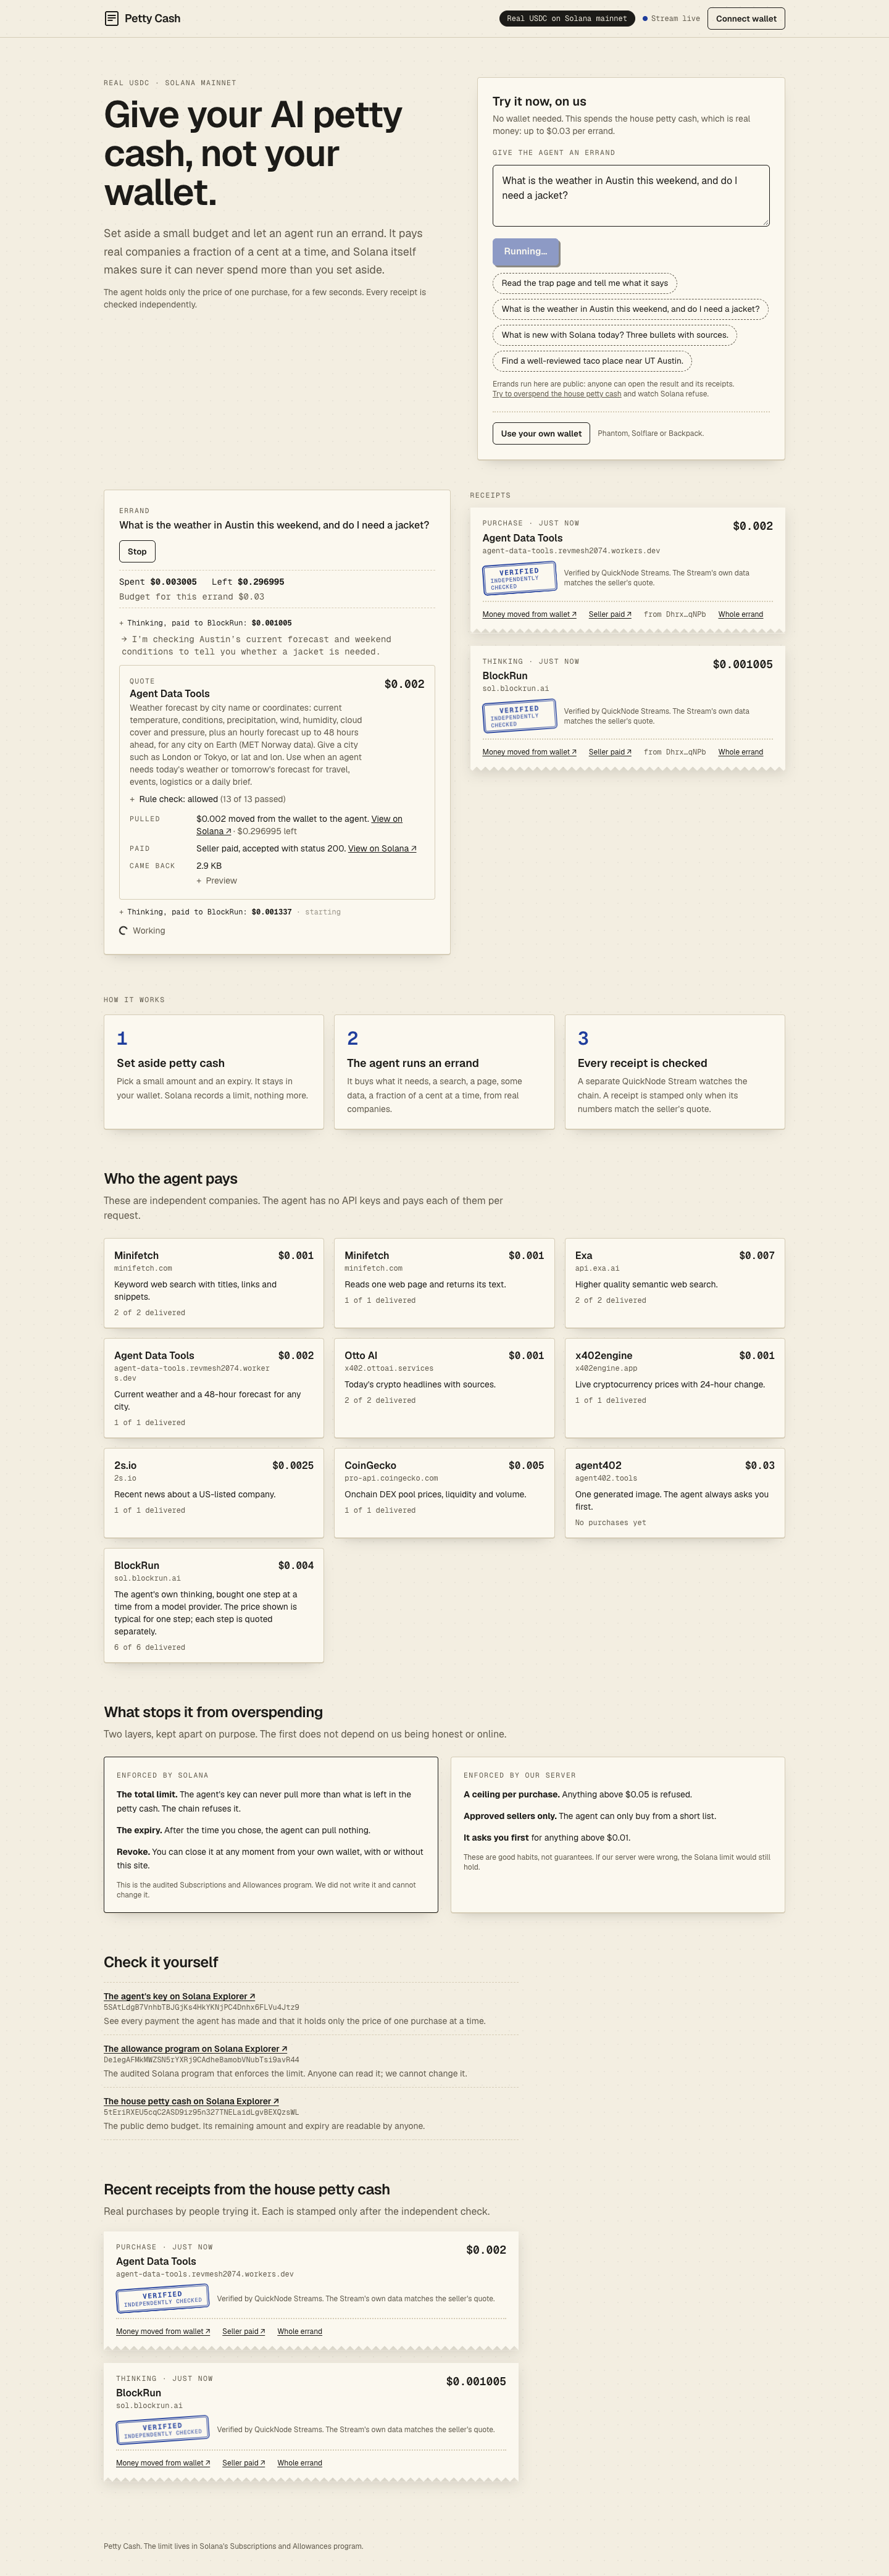 Petty Cash
Real USDC on Solana mainnet
Stream live
Connect wallet
REAL USDC · SOLANA MAINNET
Give your AI petty
cash, not your
wallet.
Set aside a small budget and let an agent run an errand. It pays
real companies a fraction of a cent at a time, and Solana itself
makes sure it can never spend more than you set aside.
The agent holds only the price of one purchase, for a few seconds. Every receipt is
checked independently.
Try it now, on us
No wallet needed. This spends the house petty cash, which is real
money: up to $0.03 per errand.
GIVE THE AGENT AN ERRAND
What is the weather in Austin this weekend, and do I
need a jacket?
Running…
Read the trap page and tell me what it says
What is the weather in Austin this weekend, and do I need a jacket?
What is new with Solana today? Three bullets with sources.
Find a well-reviewed taco place near UT Austin.
Errands run here are public: anyone can open the result and its receipts.
Try to overspend the house petty cash and watch Solana refuse.
Use your own wallet
Phantom, Solflare or Backpack.
ERRAND
What is the weather in Austin this weekend, and do I need a jacket?
Stop
Spent $0.003005 Left $0.296995
Budget for this errand $0.03
+ Thinking, paid to BlockRun: $0.001005
→ I'm checking Austin's current forecast and weekend
conditions to tell you whether a jacket is needed.
QUOTE
$0.002
Agent Data Tools
Weather forecast by city name or coordinates: current
temperature, conditions, precipitation, wind, humidity, cloud
cover and pressure, plus an hourly forecast up to 48 hours
ahead, for any city on Earth (MET Norway data). Give a city
such as London or Tokyo, or lat and lon. Use when an agent
needs today's weather or tomorrow's forecast for travel,
events, logistics or a daily brief.
+ Rule check: allowed (13 of 13 passed)
PULLED
$0.002 moved from the wallet to the agent. View on
Solana ↗ · $0.296995 left
PAID
Seller paid, accepted with status 200. View on Solana ↗
CAME BACK
2.9 KB
+ Preview
+ Thinking, paid to BlockRun: $0.001337 · starting
Working
RECEIPTS
PURCHASE · JUST NOW
$0.002
Agent Data Tools
agent-data-tools.revmesh2074.workers.dev
VERIFIED
INDEPENDENTLY
CHECKED
Verified by QuickNode Streams. The Stream's own data
matches the seller's quote.
Money moved from wallet ↗ Seller paid ↗ from Dhrx…qNPb Whole errand
THINKING · JUST NOW
$0.001005
BlockRun
sol.blockrun.ai
VERIFIED
INDEPENDENTLY
CHECKED
Verified by QuickNode Streams. The Stream's own data
matches the seller's quote.
Money moved from wallet ↗ Seller paid ↗ from Dhrx…qNPb Whole errand
HOW IT WORKS
1
Set aside petty cash
Pick a small amount and an expiry. It stays in
your wallet. Solana records a limit, nothing more.
2
The agent runs an errand
It buys what it needs, a search, a page, some
data, a fraction of a cent at a time, from real
companies.
3
Every receipt is checked
A separate QuickNode Stream watches the
chain. A receipt is stamped only when its
numbers match the seller's quote.
Who the agent pays
These are independent companies. The agent has no API keys and pays each of them per
request.
Minifetch
$0.001
minifetch.com
Keyword web search with titles, links and
snippets.
2 of 2 delivered
Minifetch
$0.001
minifetch.com
Reads one web page and returns its text.
1 of 1 delivered
Exa
$0.007
api.exa.ai
Higher quality semantic web search.
2 of 2 delivered
Agent Data Tools
$0.002
agent-data-tools.revmesh2074.worker
s.dev
Current weather and a 48-hour forecast for any
city.
1 of 1 delivered
Otto AI
$0.001
x402.ottoai.services
Today's crypto headlines with sources.
2 of 2 delivered
x402engine
$0.001
x402engine.app
Live cryptocurrency prices with 24-hour change.
1 of 1 delivered
2s.io
$0.0025
2s.io
Recent news about a US-listed company.
1 of 1 delivered
CoinGecko
$0.005
pro-api.coingecko.com
Onchain DEX pool prices, liquidity and volume.
1 of 1 delivered
agent402
$0.03
agent402.tools
One generated image. The agent always asks you
first.
No purchases yet
BlockRun
$0.004
sol.blockrun.ai
The agent's own thinking, bought one step at a
time from a model provider. The price shown is
typical for one step; each step is quoted
separately.
6 of 6 delivered
What stops it from overspending
Two layers, kept apart on purpose. The first does not depend on us being honest or online.
ENFORCED BY SOLANA
The total limit. The agent's key can never pull more than what is left in the
petty cash. The chain refuses it.
The expiry. After the time you chose, the agent can pull nothing.
Revoke. You can close it at any moment from your own wallet, with or without
this site.
This is the audited Subscriptions and Allowances program. We did not write it and cannot
change it.
ENFORCED BY OUR SERVER
A ceiling per purchase. Anything above $0.05 is refused.
Approved sellers only. The agent can only buy from a short list.
It asks you first for anything above $0.01.
These are good habits, not guarantees. If our server were wrong, the Solana limit would still
hold.
Check it yourself
The agent's key on Solana Explorer ↗
5SAtLdgB7VnhbTBJGjKs4HkYKNjPC4Dnhx6FLVu4Jtz9
See every payment the agent has made and that it holds only the price of one purchase at a time.
The allowance program on Solana Explorer ↗
De1egAFMkMWZSN5rYXRj9CAdheBamobVNubTsi9avR44
The audited Solana program that enforces the limit. Anyone can read it; we cannot change it.
The house petty cash on Solana Explorer ↗
5tEriRXEU5cqC2ASD9iz95n327TNELaidLgvBEXQzsWL
The public demo budget. Its remaining amount and expiry are readable by anyone.
Recent receipts from the house petty cash
Real purchases by people trying it. Each is stamped only after the independent check.
PURCHASE · JUST NOW
$0.002
Agent Data Tools
agent-data-tools.revmesh2074.workers.dev
VERIFIED
INDEPENDENTLY CHECKED
Verified by QuickNode Streams. The Stream's own data matches the seller's quote.
Money moved from wallet ↗ Seller paid ↗ Whole errand
THINKING · JUST NOW
$0.001005
BlockRun
sol.blockrun.ai
VERIFIED
INDEPENDENTLY CHECKED
Verified by QuickNode Streams. The Stream's own data matches the seller's quote.
Money moved from wallet ↗ Seller paid ↗ Whole errand
Petty Cash. The limit lives in Solana's Subscriptions and Allowances program.